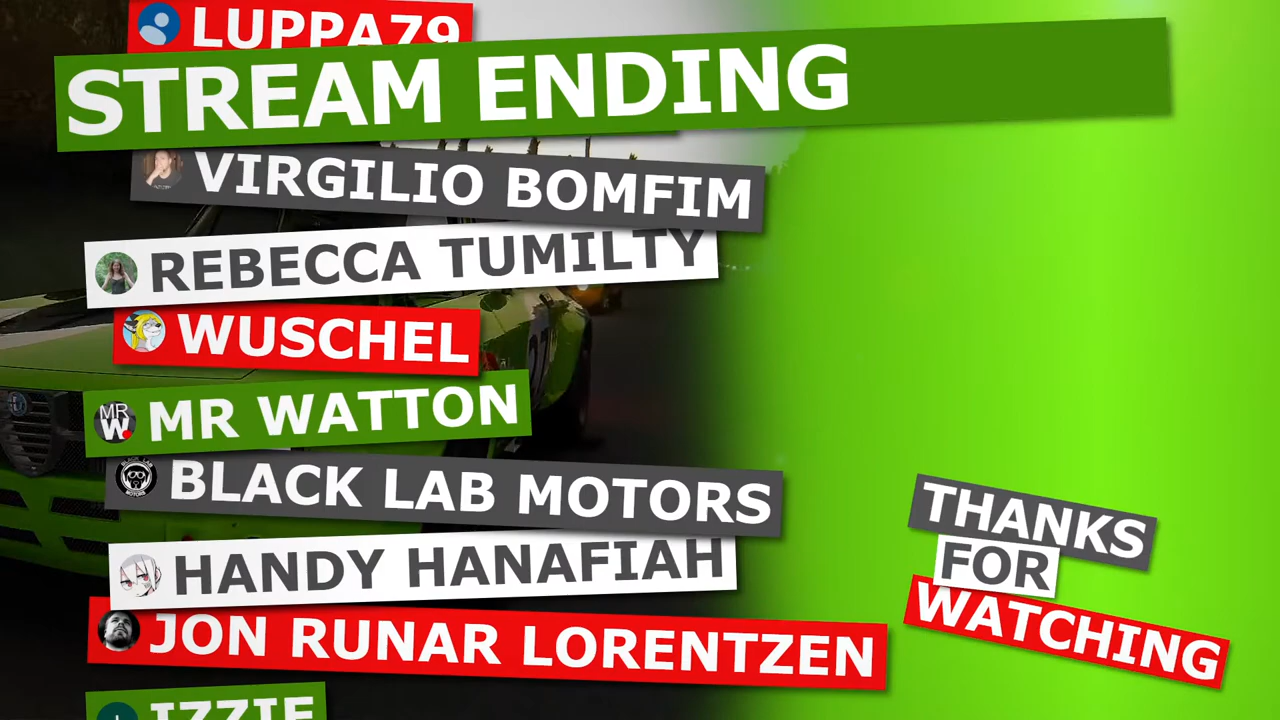 LUPPA79
STREAM ENDING
VIRGILIO BOMFIM
REBECCA TUMILTY
WUSCHEL
MR WATTON
BLACK LAB MOTORS
HANDY HANAFIAH
JON RUNAR LORENTZEN
IZZIE
THANKS
FOR
WATCHING